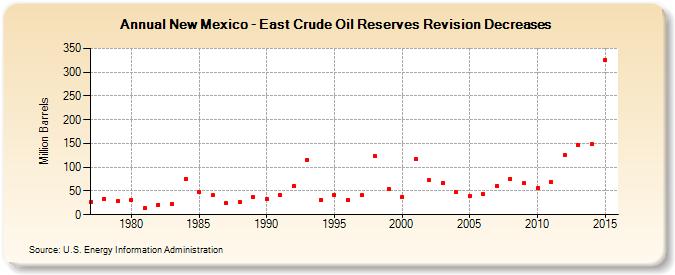 Annual New Mexico - East Crude Oil Reserves Revision Decreases
Million Barrels
350
300
250
200
150
100
50
0
1980 1985 1990 1995 2000 2005 2010 2015
Source: U.S. Energy Information Administration